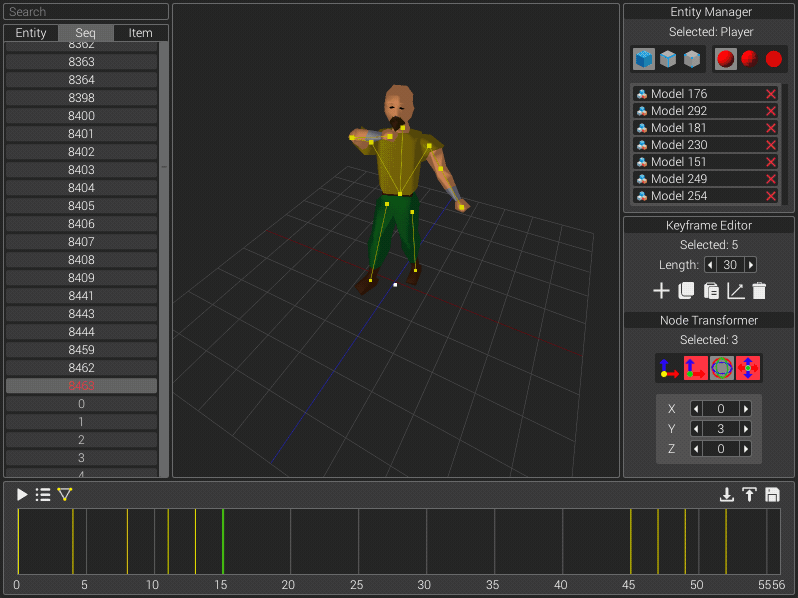 Search
Entity Seq Item
8362
8363
8364
8398
8400
8401
8402
8403
8404
8405
8406
8407
8408
8409
8441
8443
8444
8459
8462
8463
0
1
2
3
4
Entity Manager
Selected: Player
Model 176
Model 292
Model 181
Model 230
Model 151
Model 249
Model 254
Keyframe Editor
Selected: 5
Length: 30
Node Transformer
Selected: 3
X 0
Y 3
Z 0
0 5 10 15 20 25 30 35 40 45 50 5556